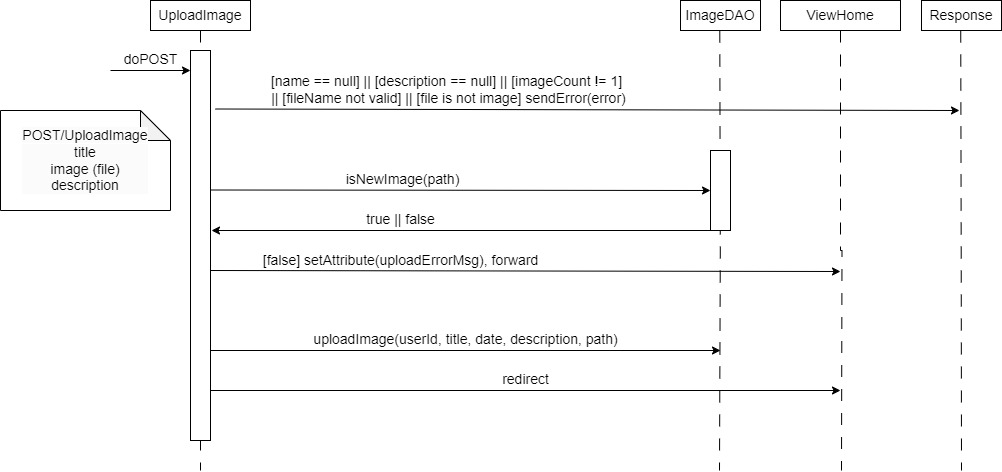 UploadImage
ImageDAO
ViewHome
Response
doPOST
[name == null] || [description == null] || [imageCount != 1]
|| [fileName not valid] || [file is not image] sendError(error)
POST/UploadImage
title
image (file)
description
isNewImage(path)
true || false
[false] setAttribute(uploadErrorMsg), forward
uploadImage(userId, title, date, description, path)
redirect